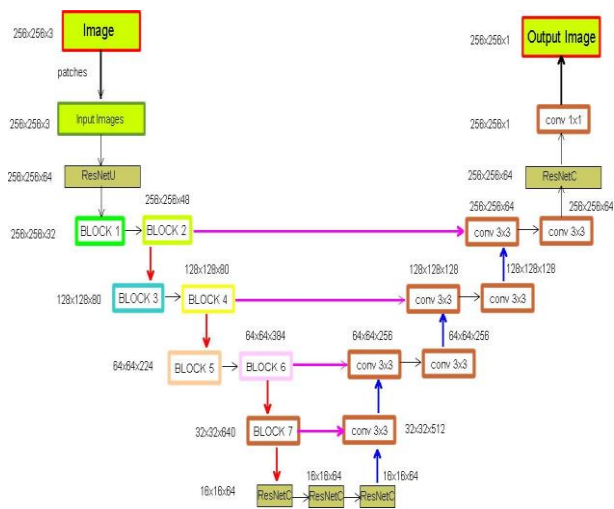 Image
256x256x3
Output Image
256x256x1
patches
Input Images
256x256x3
conv 1x1
256x256x1
ResNetU
256x256x64
ResNetC
256x256x64
256x256x48
256x256x64
256x256x64
BLOCK 1
BLOCK 2
conv 3x3
conv 3x3
256x256x32
128x128x80
128x128x128
128x128x128
BLOCK 3
BLOCK 4
conv 3x3
conv 3x3
128x128x80
64x64x384
64x64x256
64x64x256
BLOCK 5
BLOCK 6
conv 3x3
conv 3x3
64x64x224
BLOCK 7
conv 3x3
32x32x640
32x32x512
16x16x64
16x16x64
16x16x64
ResNetC
ResNetC
ResNetC